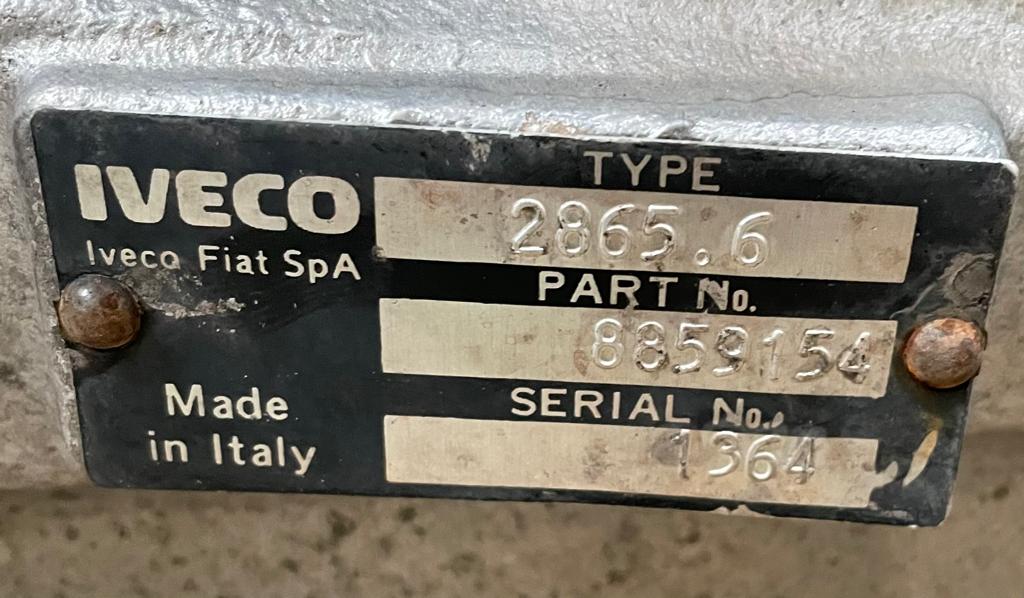 IVECO
Iveco Fiat SpA
Made
in Italy
TYPE
2865.6
PART No.
8859154
SERIAL No.
1364